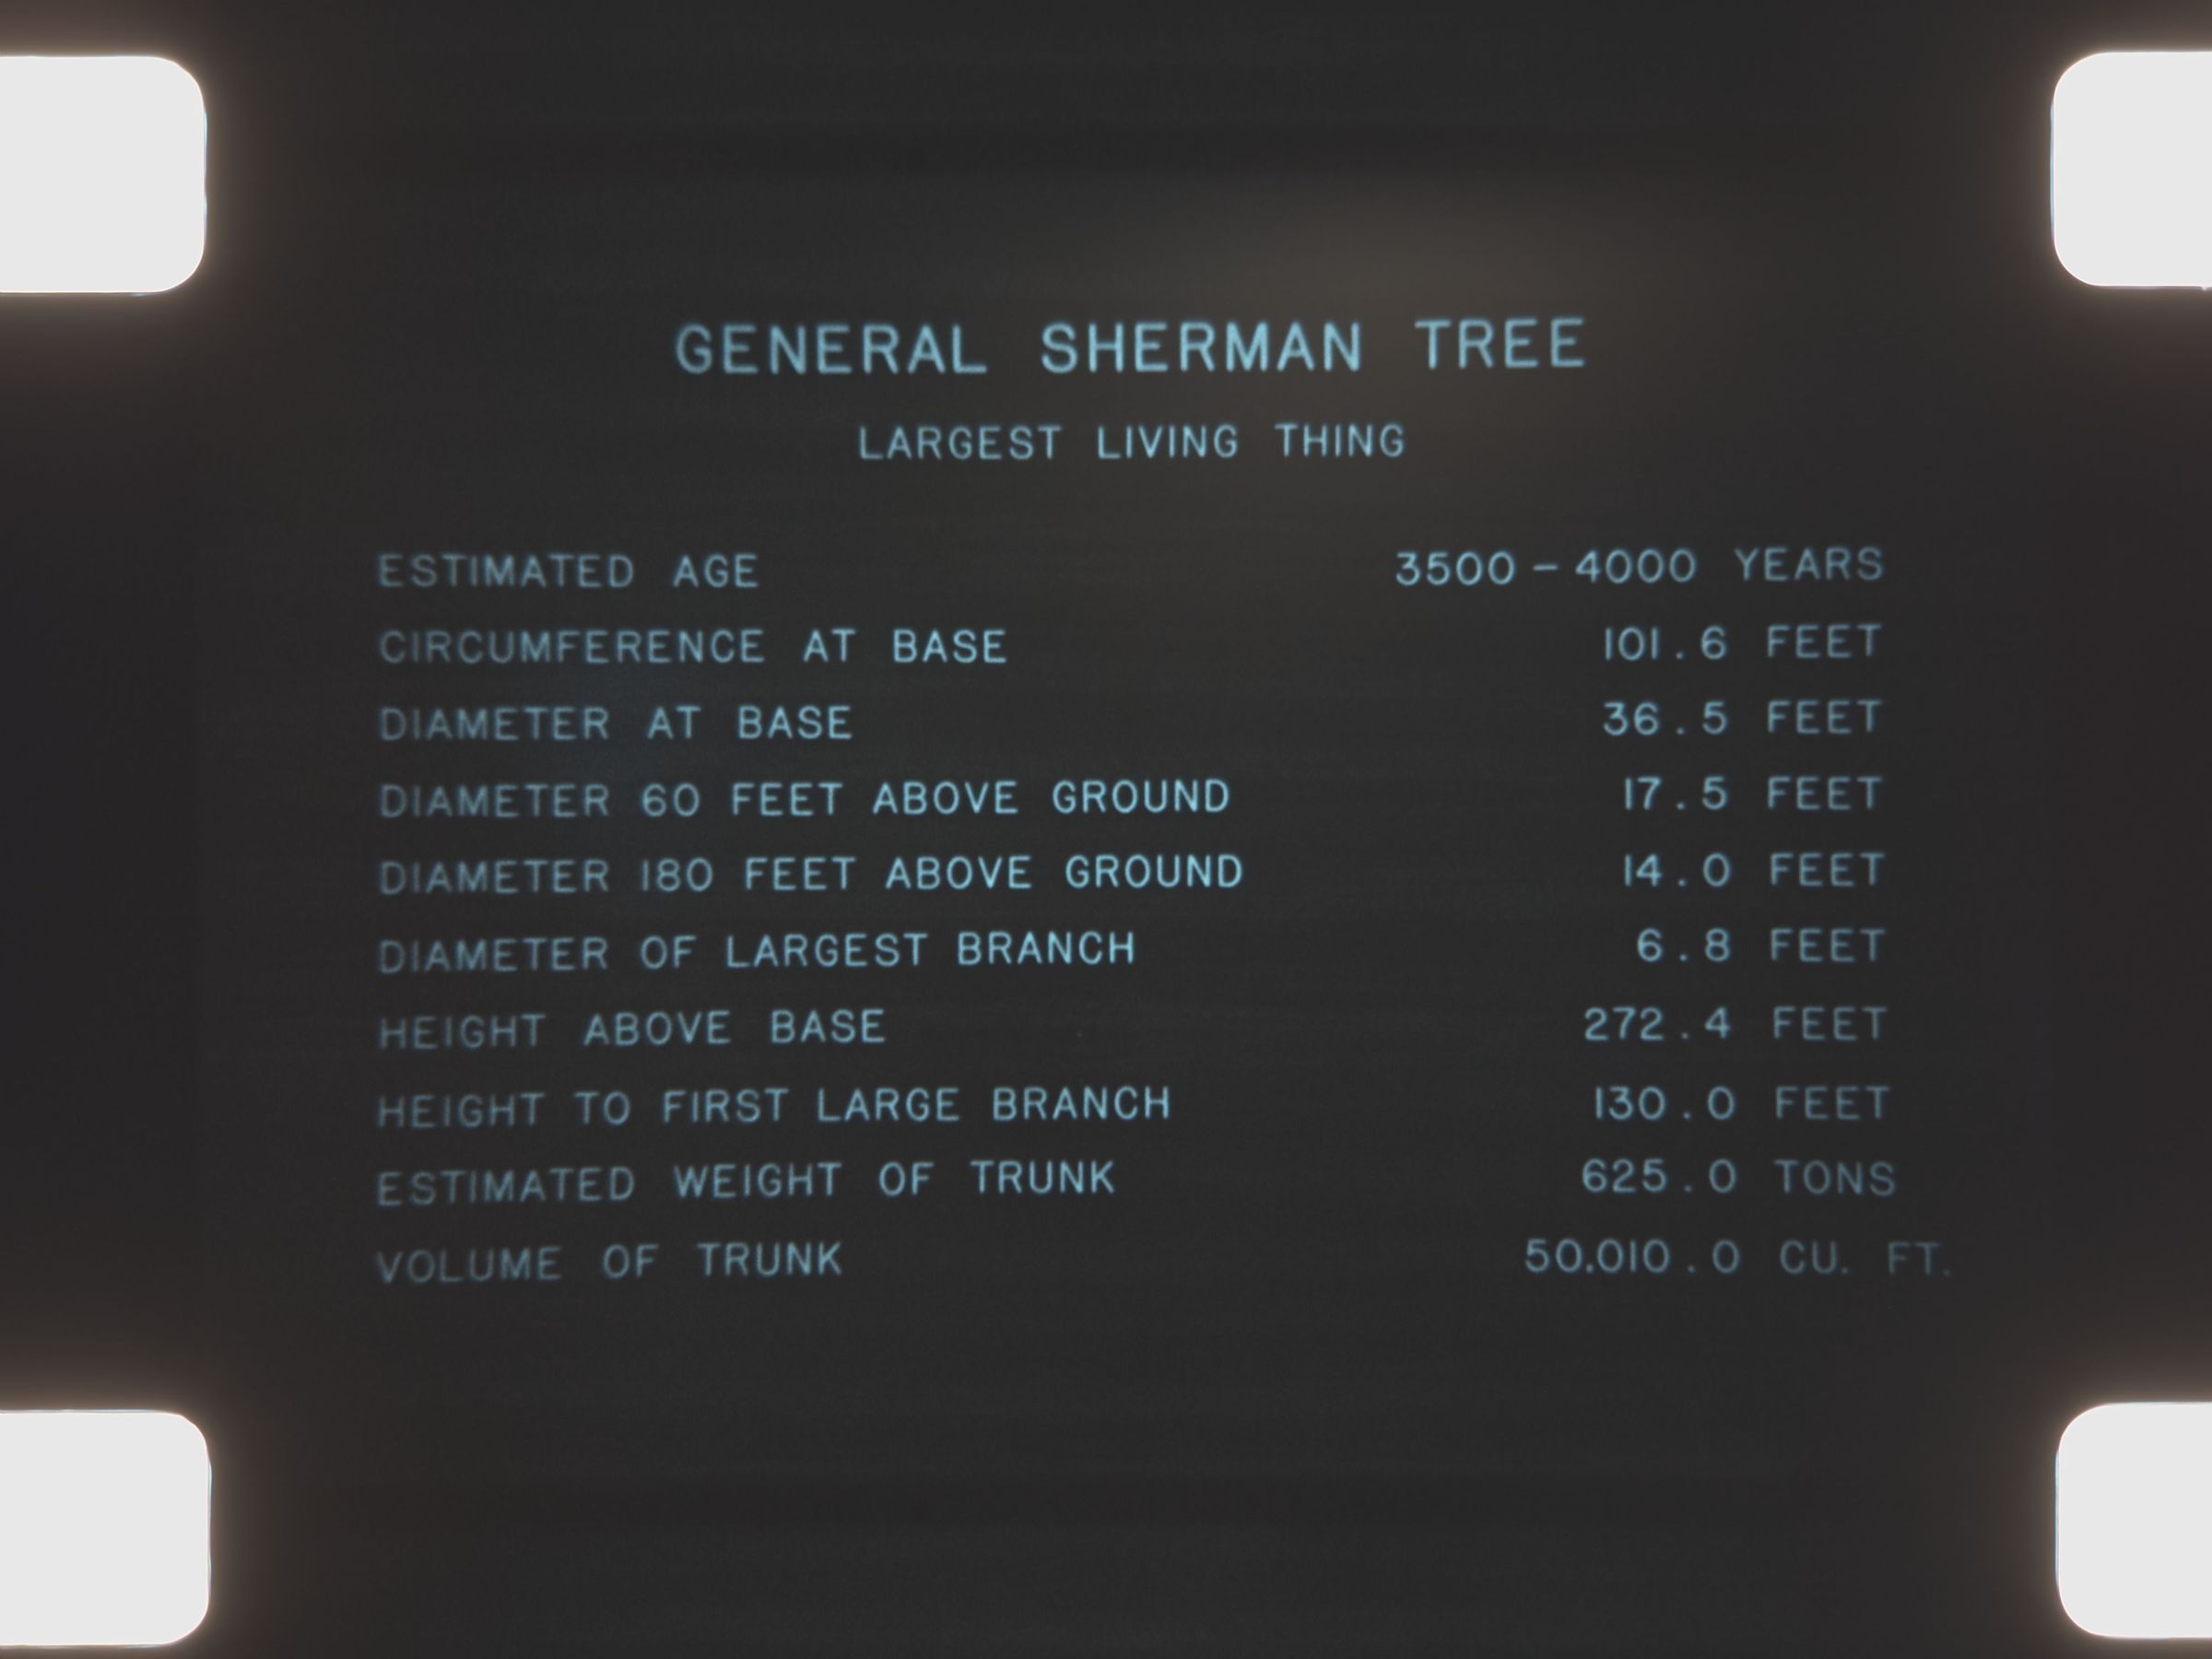 GENERAL SHERMAN TREE
LARGEST LIVING THING
ESTIMATED AGE 3500 – 4000 YEARS
CIRCUMFERENCE AT BASE 101.6 FEET
DIAMETER AT BASE 36.5 FEET
DIAMETER 60 FEET ABOVE GROUND 17.5 FEET
DIAMETER 180 FEET ABOVE GROUND 14.0 FEET
DIAMETER OF LARGEST BRANCH 6.8 FEET
HEIGHT ABOVE BASE 272.4 FEET
HEIGHT TO FIRST LARGE BRANCH 130.0 FEET
ESTIMATED WEIGHT OF TRUNK 625.0 TONS
VOLUME OF TRUNK 50.010.0 CU. FT.